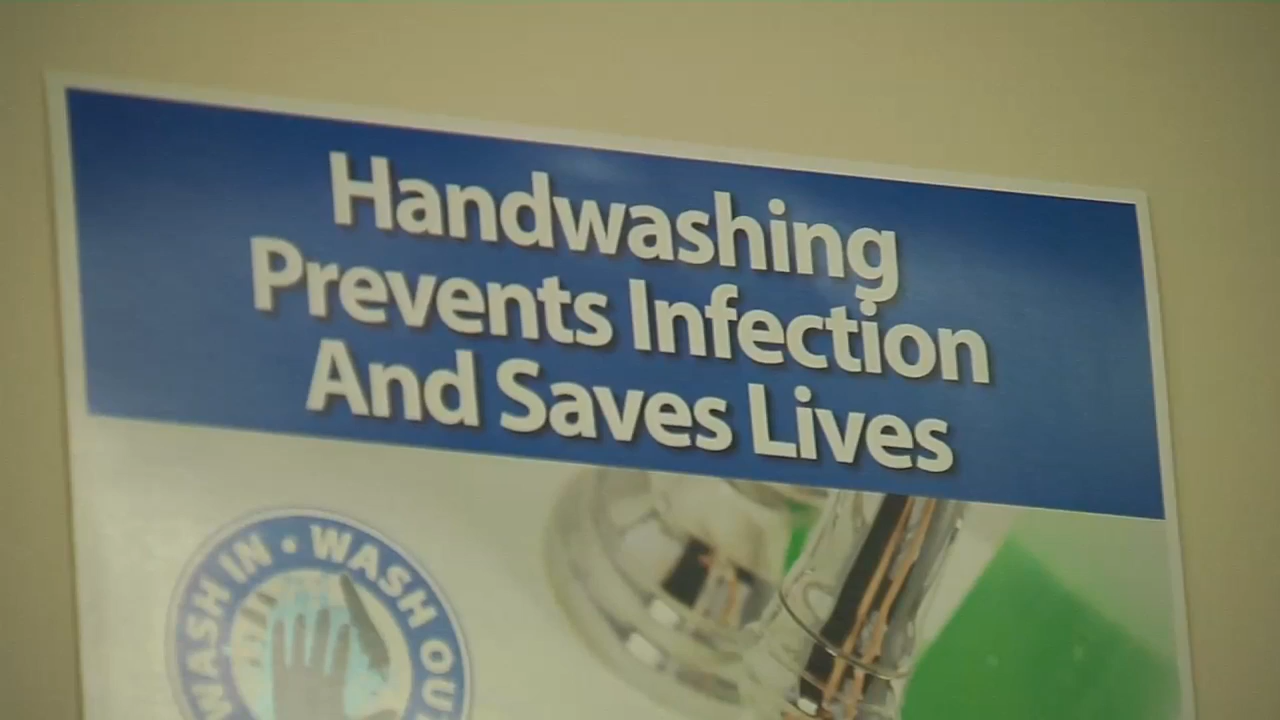 Handwashing
Prevents Infection
And Saves Lives
WASH IN • WASH OUT